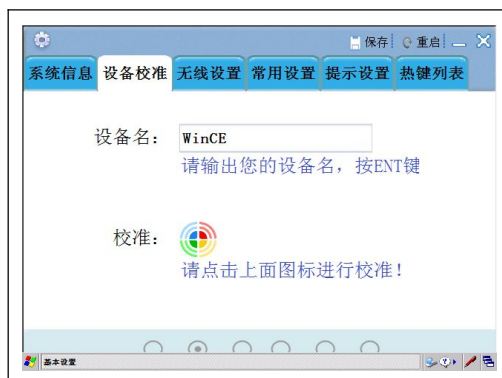 保存 重启
系统信息 设备校准 无线设置 常用设置 提示设置 热键列表
设备名： WinCE
请输出您的设备名，按ENT键
校准：
请点击上面图标进行校准！
基本设置